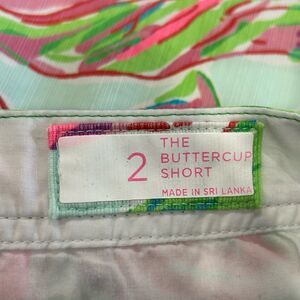 2
THE
BUTTERCUP
SHORT
MADE IN SRI LANKA